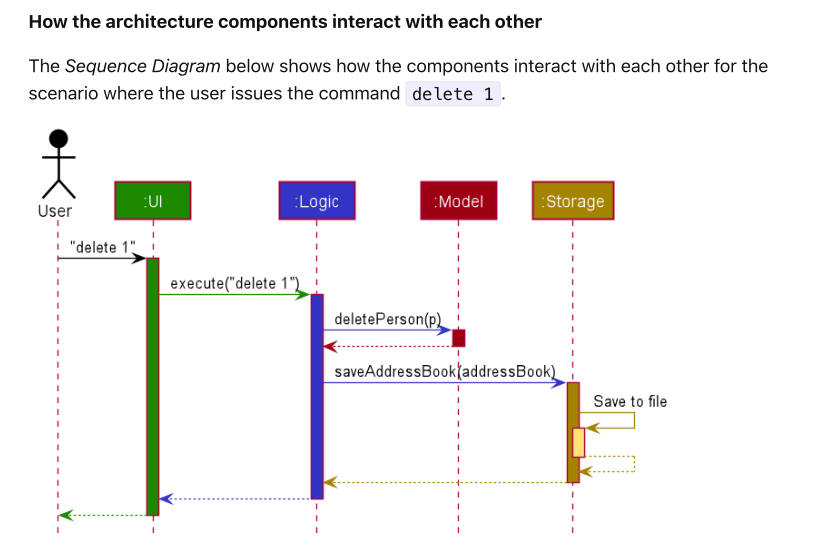 How the architecture components interact with each other
The Sequence Diagram below shows how the components interact with each other for the
scenario where the user issues the command delete 1.
User
:UI
:Logic
:Model
:Storage
"delete 1"
execute("delete 1")
deletePerson(p)
saveAddressBook(addressBook)
Save to file